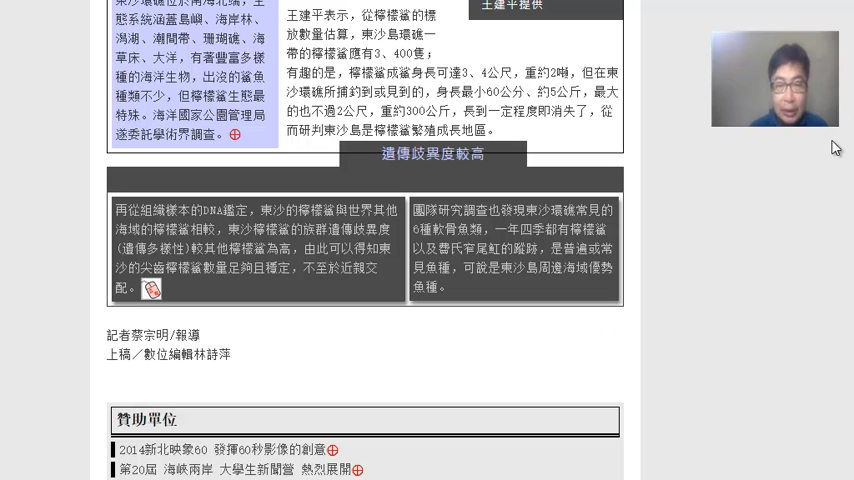 東沙環礁位於南海北端，生
態系統涵蓋島嶼、海岸林、
潟湖、潮間帶、珊瑚礁、海
草床、大洋，有著豐富多樣
種的海洋生物，出沒的鯊魚
種類不少，但檸檬鯊生態最
特殊。海洋國家公園管理局
遂委託學術界調查。
王建平提供
王建平表示，從檸檬鯊的標
放數量估算，東沙島環礁一
帶的檸檬鯊應有3、400隻；
有趣的是，檸檬鯊成鯊身長可達3、4公尺，重約2噸，但在東
沙環礁所捕釣到或見到的，身長最小60公分、約5公斤，最大
的也不過2公尺，重約300公斤，長到一定程度即消失了，從
而研判東沙島是檸檬鯊繁殖成長地區。
遺傳歧異度較高
再從組織樣本的DNA鑑定，東沙的檸檬鯊與世界其他
海域的檸檬鯊相較，東沙檸檬鯊的族群遺傳歧異度
(遺傳多樣性)較其他檸檬鯊為高，由此可以得知東
沙的尖齒檸檬鯊數量足夠且穩定，不至於近親交
配。
團隊研究調查也發現東沙環礁常見的
6種軟骨魚類，一年四季都有檸檬鯊
以及費氏窄尾魟的蹤跡，是普遍或常
見魚種，可說是東沙島周邊海域優勢
魚種。
記者蔡宗明/報導
上稿／數位編輯林詩萍
贊助單位
2014新北映象60 發揮60秒影像的創意
第20屆 海峽兩岸 大學生新聞營 熱烈展開